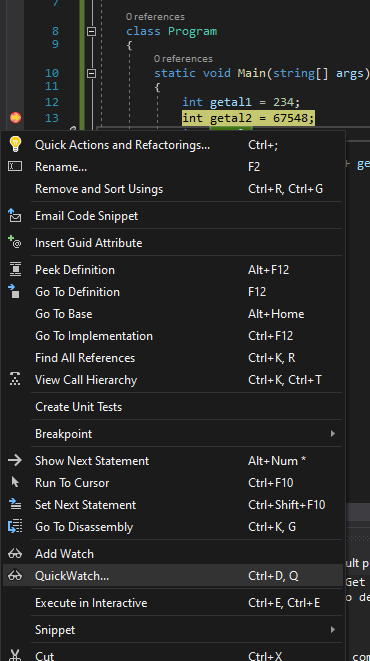 7
0 references
8 class Program
9 {
0 references
10 static void Main(string[] args)
11 {
12 int getal1 = 234;
13 int getal2 = 67548;
+ ge
Quick Actions and Refactorings... Ctrl+;
Rename... F2
Remove and Sort Usings Ctrl+R, Ctrl+G
Email Code Snippet
Insert Guid Attribute
Peek Definition Alt+F12
Go To Definition F12
Go To Base Alt+Home
Go To Implementation Ctrl+F12
Find All References Ctrl+K, R
View Call Hierarchy Ctrl+K, Ctrl+T
Create Unit Tests
Breakpoint
Show Next Statement Alt+Num *
Run To Cursor Ctrl+F10
Set Next Statement Ctrl+Shift+F10
Go To Disassembly Ctrl+K, G
Add Watch
ult p
QuickWatch... Ctrl+D, Q
Get
o de
Execute in Interactive Ctrl+E, Ctrl+E
Snippet
Cut Ctrl+X
com